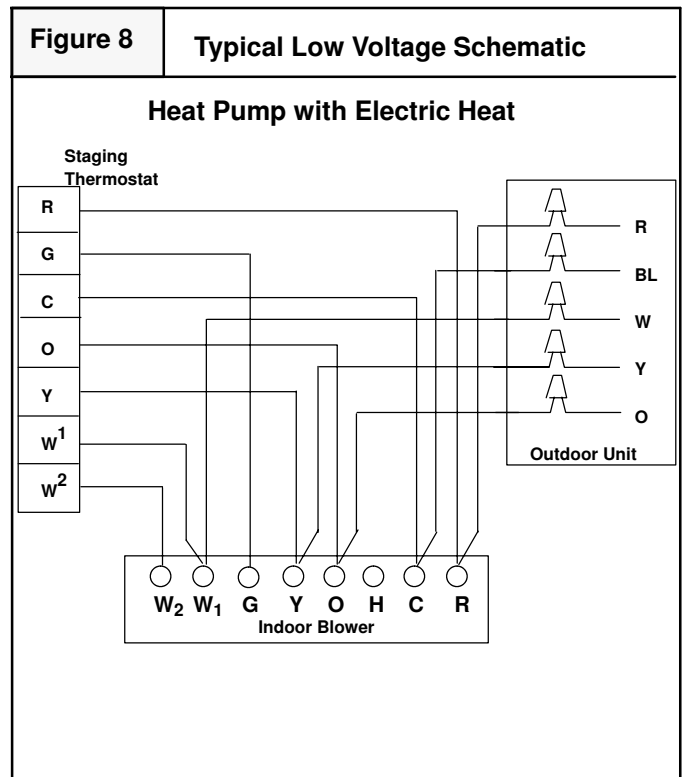 Figure 8
Typical Low Voltage Schematic
Heat Pump with Electric Heat
Staging
Thermostat
R
G
C
O
Y
W1
W2
R
BL
W
Y
O
Outdoor Unit
W2 W1 G Y O H C R
Indoor Blower